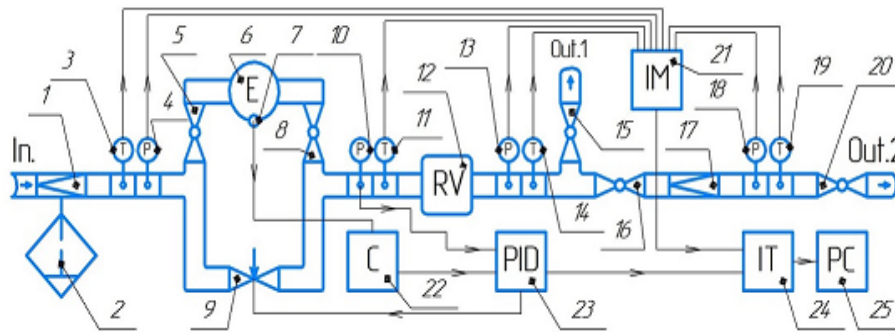 5 6 7 10 13 Out.1 21 20
3 4 12 IM 19
1 E 18
8 11 15 17
T P P T P T P T
In. RV Out.2
14 16
C PID IT PC
2 9 22 23 24 25